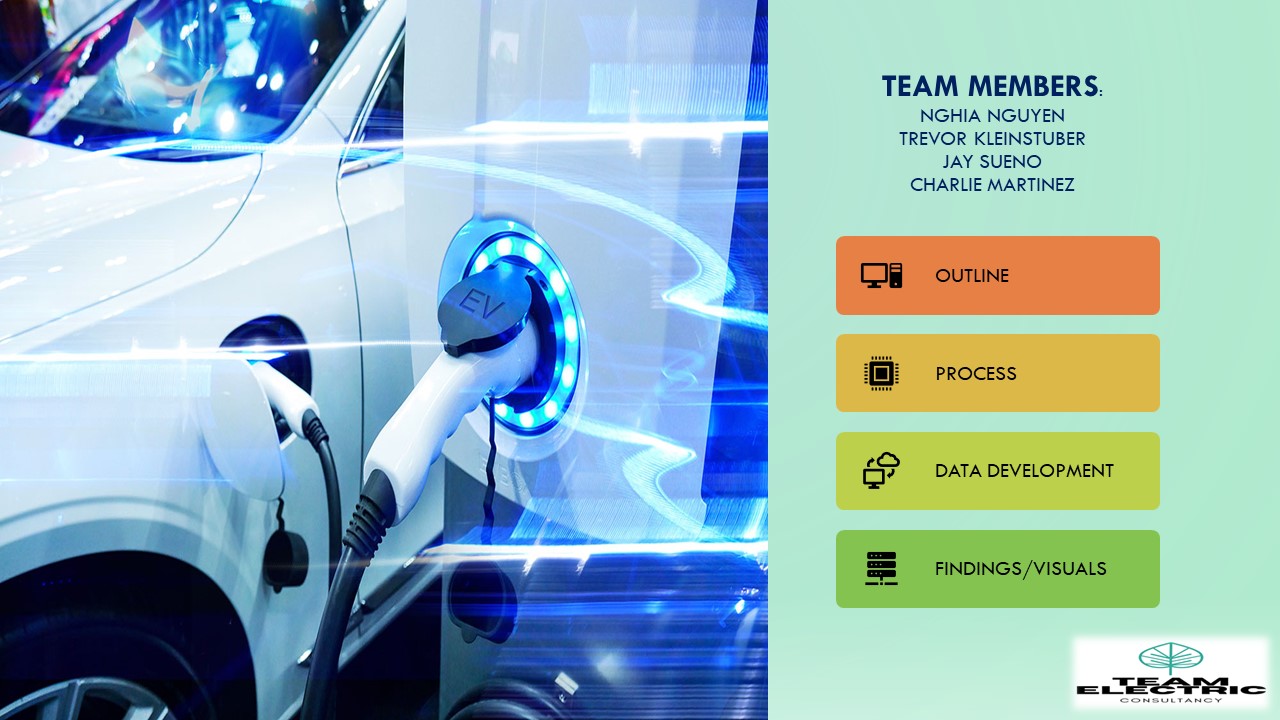 EV
TEAM MEMBERS:
NGHIA NGUYEN
TREVOR KLEINSTUBER
JAY SUENO
CHARLIE MARTINEZ
OUTLINE
PROCESS
DATA DEVELOPMENT
FINDINGS/VISUALS
TEAM
ELECTRIC
CONSULTANCY